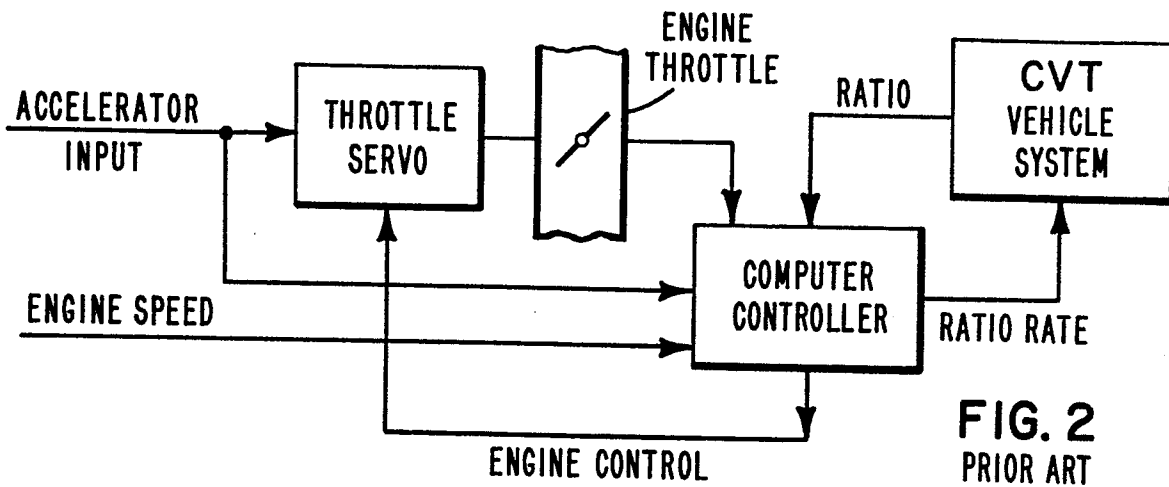 ENGINE
THROTTLE
ACCELERATOR
INPUT
THROTTLE
SERVO
RATIO
CVT
VEHICLE
SYSTEM
ENGINE SPEED
COMPUTER
CONTROLLER
RATIO RATE
ENGINE CONTROL
FIG. 2
PRIOR ART